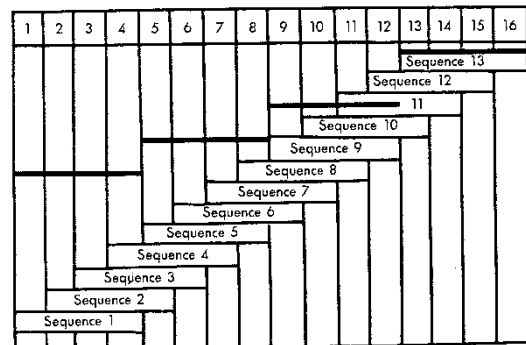 1 2 3 4 5 6 7 8 9 10 11 12 13 14 15 16
Sequence 13
Sequence 12
11
Sequence 10
Sequence 9
Sequence 8
Sequence 7
Sequence 6
Sequence 5
Sequence 4
Sequence 3
Sequence 2
Sequence 1